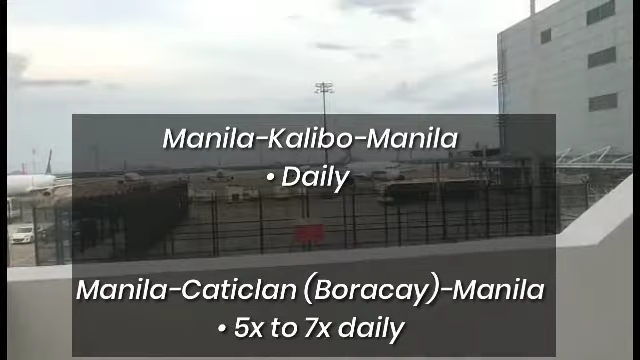 Manila-Kalibo-Manila
• Daily
Manila-Caticlan (Boracay)-Manila
• 5x to 7x daily